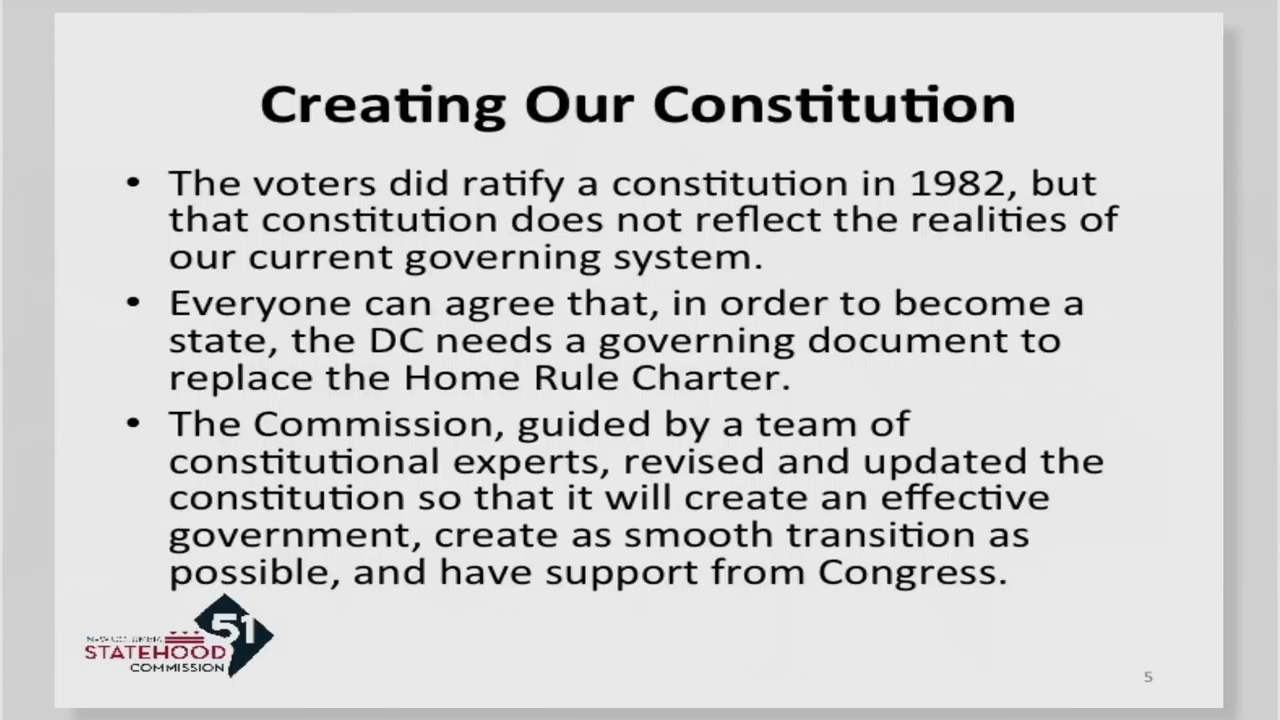 Creating Our Constitution
• The voters did ratify a constitution in 1982, but
that constitution does not reflect the realities of
our current governing system.
• Everyone can agree that, in order to become a
state, the DC needs a governing document to
replace the Home Rule Charter.
• The Commission, guided by a team of
constitutional experts, revised and updated the
constitution so that it will create an effective
government, create as smooth transition as
possible, and have support from Congress.
51
NEW COLUMBIA
STATEHOOD
COMMISSION
5